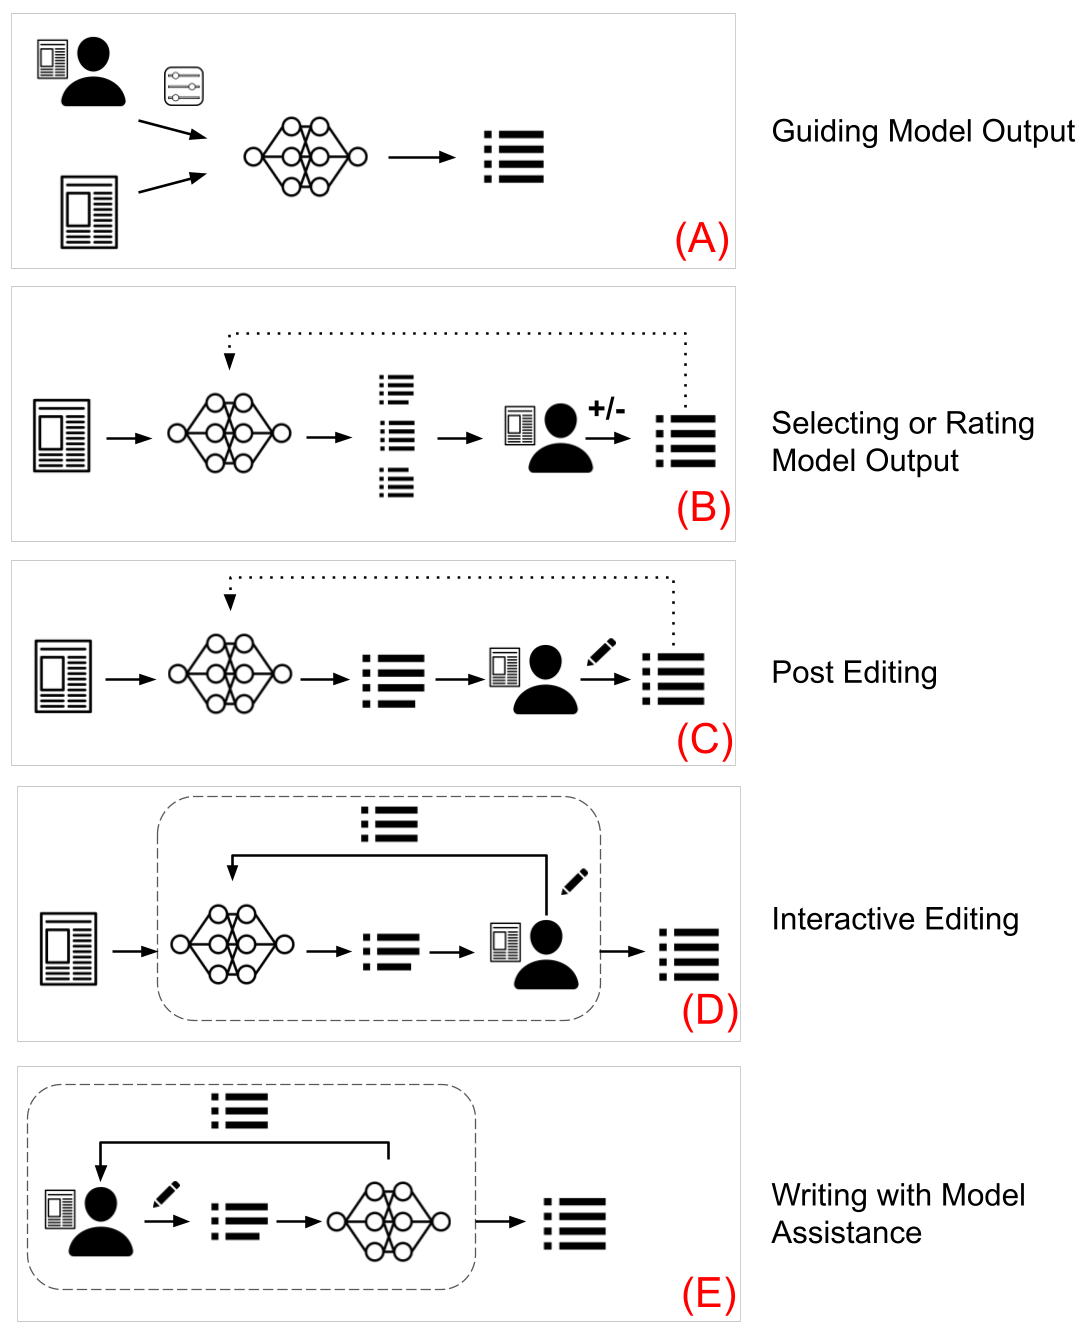 Guiding Model Output
(A)
+/-
Selecting or Rating
Model Output
(B)
Post Editing
(C)
Interactive Editing
(D)
Writing with Model
Assistance
(E)